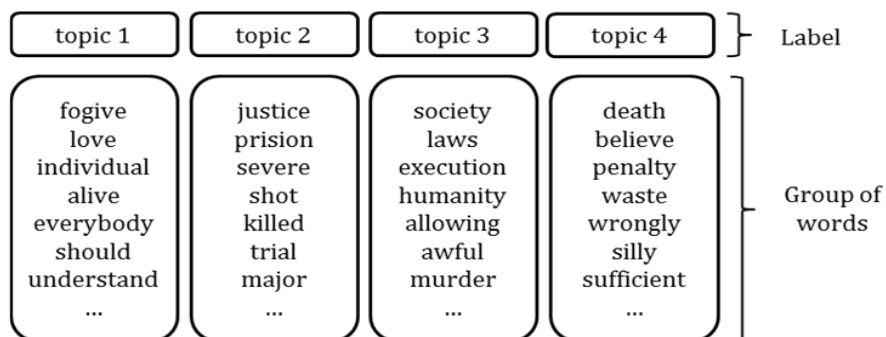 topic 1 topic 2 topic 3 topic 4 Label
fogive
love
individual
alive
everybody
should
understand
...
justice
prision
severe
shot
killed
trial
major
...
society
laws
execution
humanity
allowing
awful
murder
...
death
believe
penalty
waste
wrongly
silly
sufficient
...
Group of
words